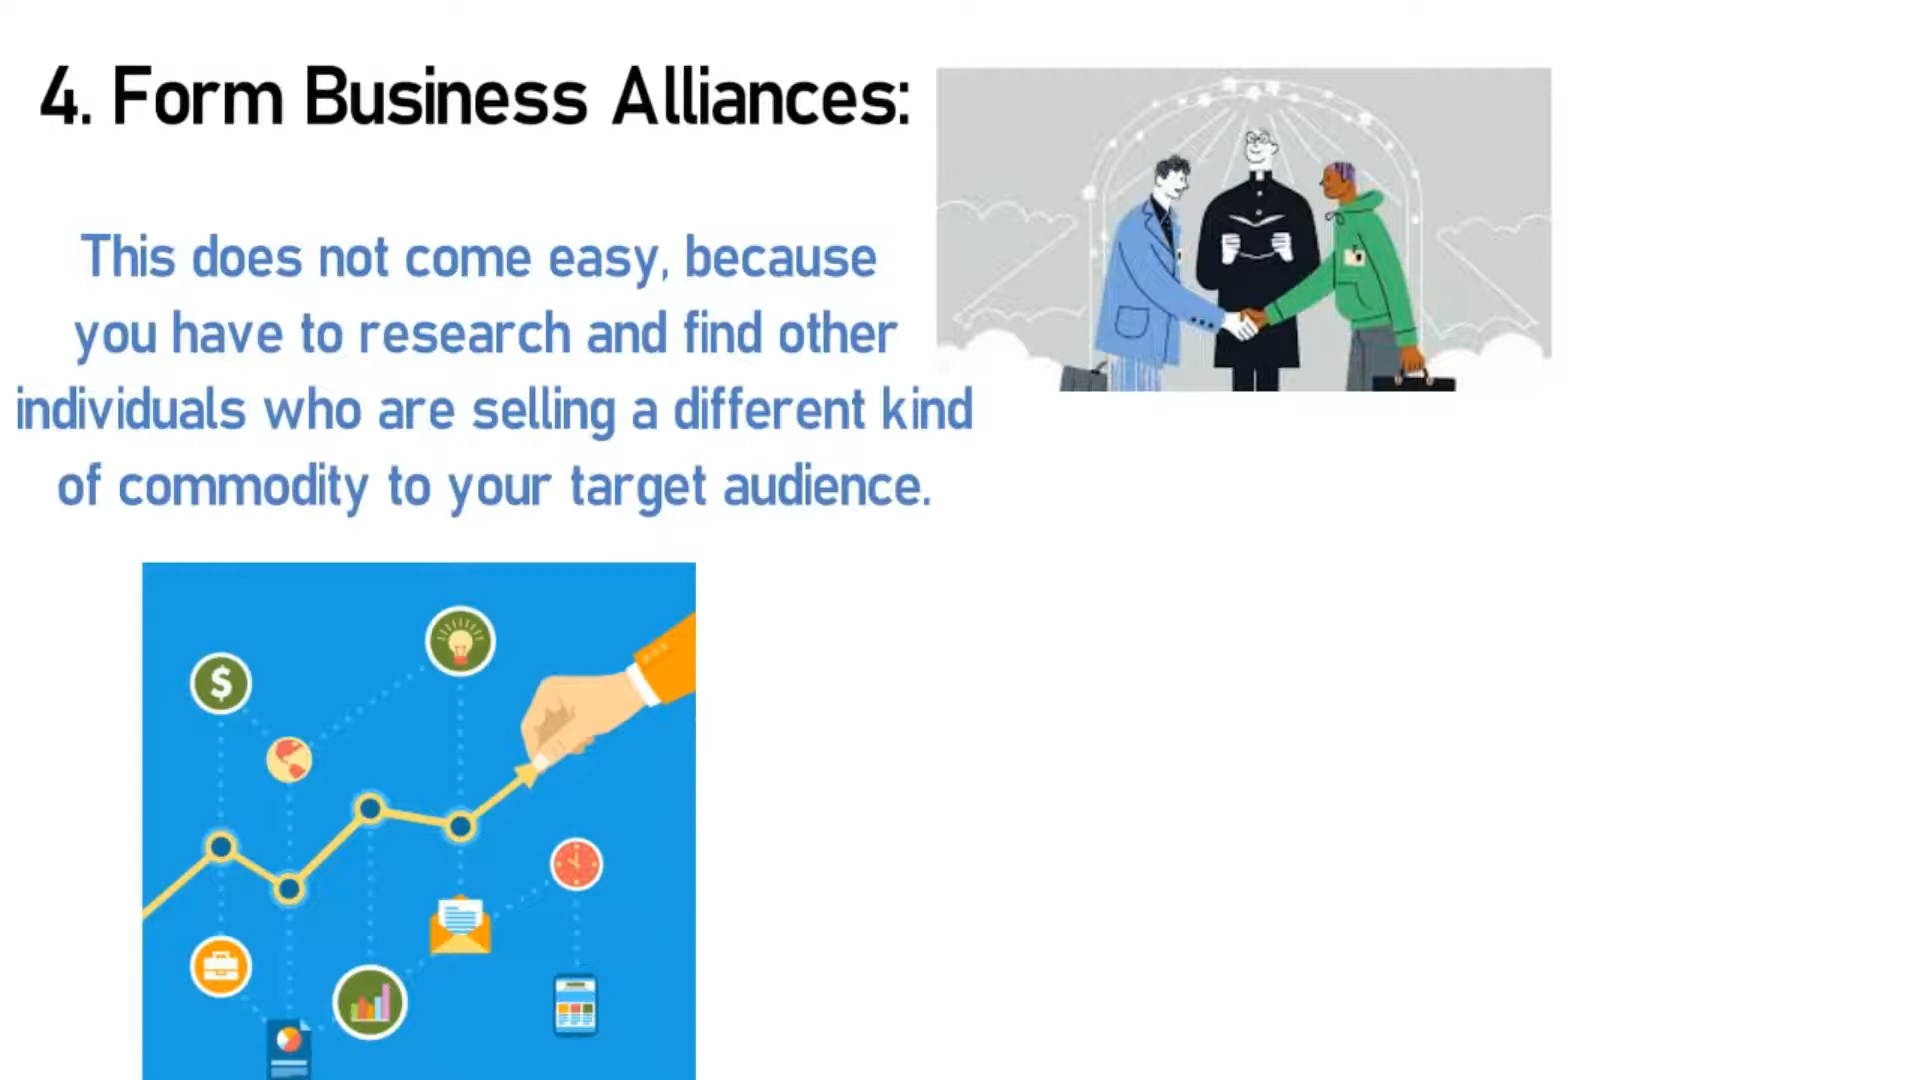 4. Form Business Alliances:
This does not come easy, because
you have to research and find other
individuals who are selling a different kind
of commodity to your target audience.
$